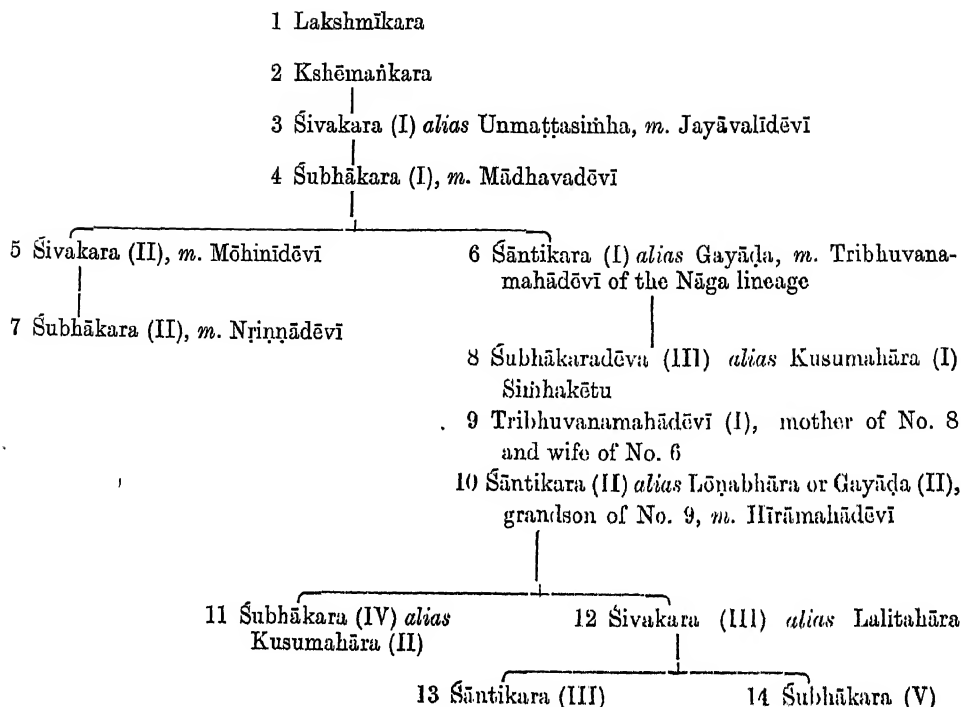 1 Lakshmīkara
2 Kshēmaṅkara
3 Śivakara (I) alias Unmaṭṭasiṁha, m. Jayāvalīdēvī
4 Śubhākara (I), m. Mādhavadēvī
5 Śivakara (II), m. Mōhinīdēvī
6 Śāntikara (I) alias Gayāḍa, m. Tribhuvana-
mahādēvī of the Nāga lineage
7 Śubhākara (II), m. Nṛiṇṇādēvī
8 Śubhākaradēva (III) alias Kusumahāra (I)
Siṁhakētu
9 Tribhuvanamahādēvī (I), mother of No. 8
and wife of No. 6
10 Śāntikara (II) alias Lōṇabhāra or Gayāḍa (II),
grandson of No. 9, m. Hīrāmahādēvī
11 Śubhākara (IV) alias
Kusumahāra (II)
12 Śivakara (III) alias Lalitahāra
13 Śāntikara (III)
14 Śubhākara (V)